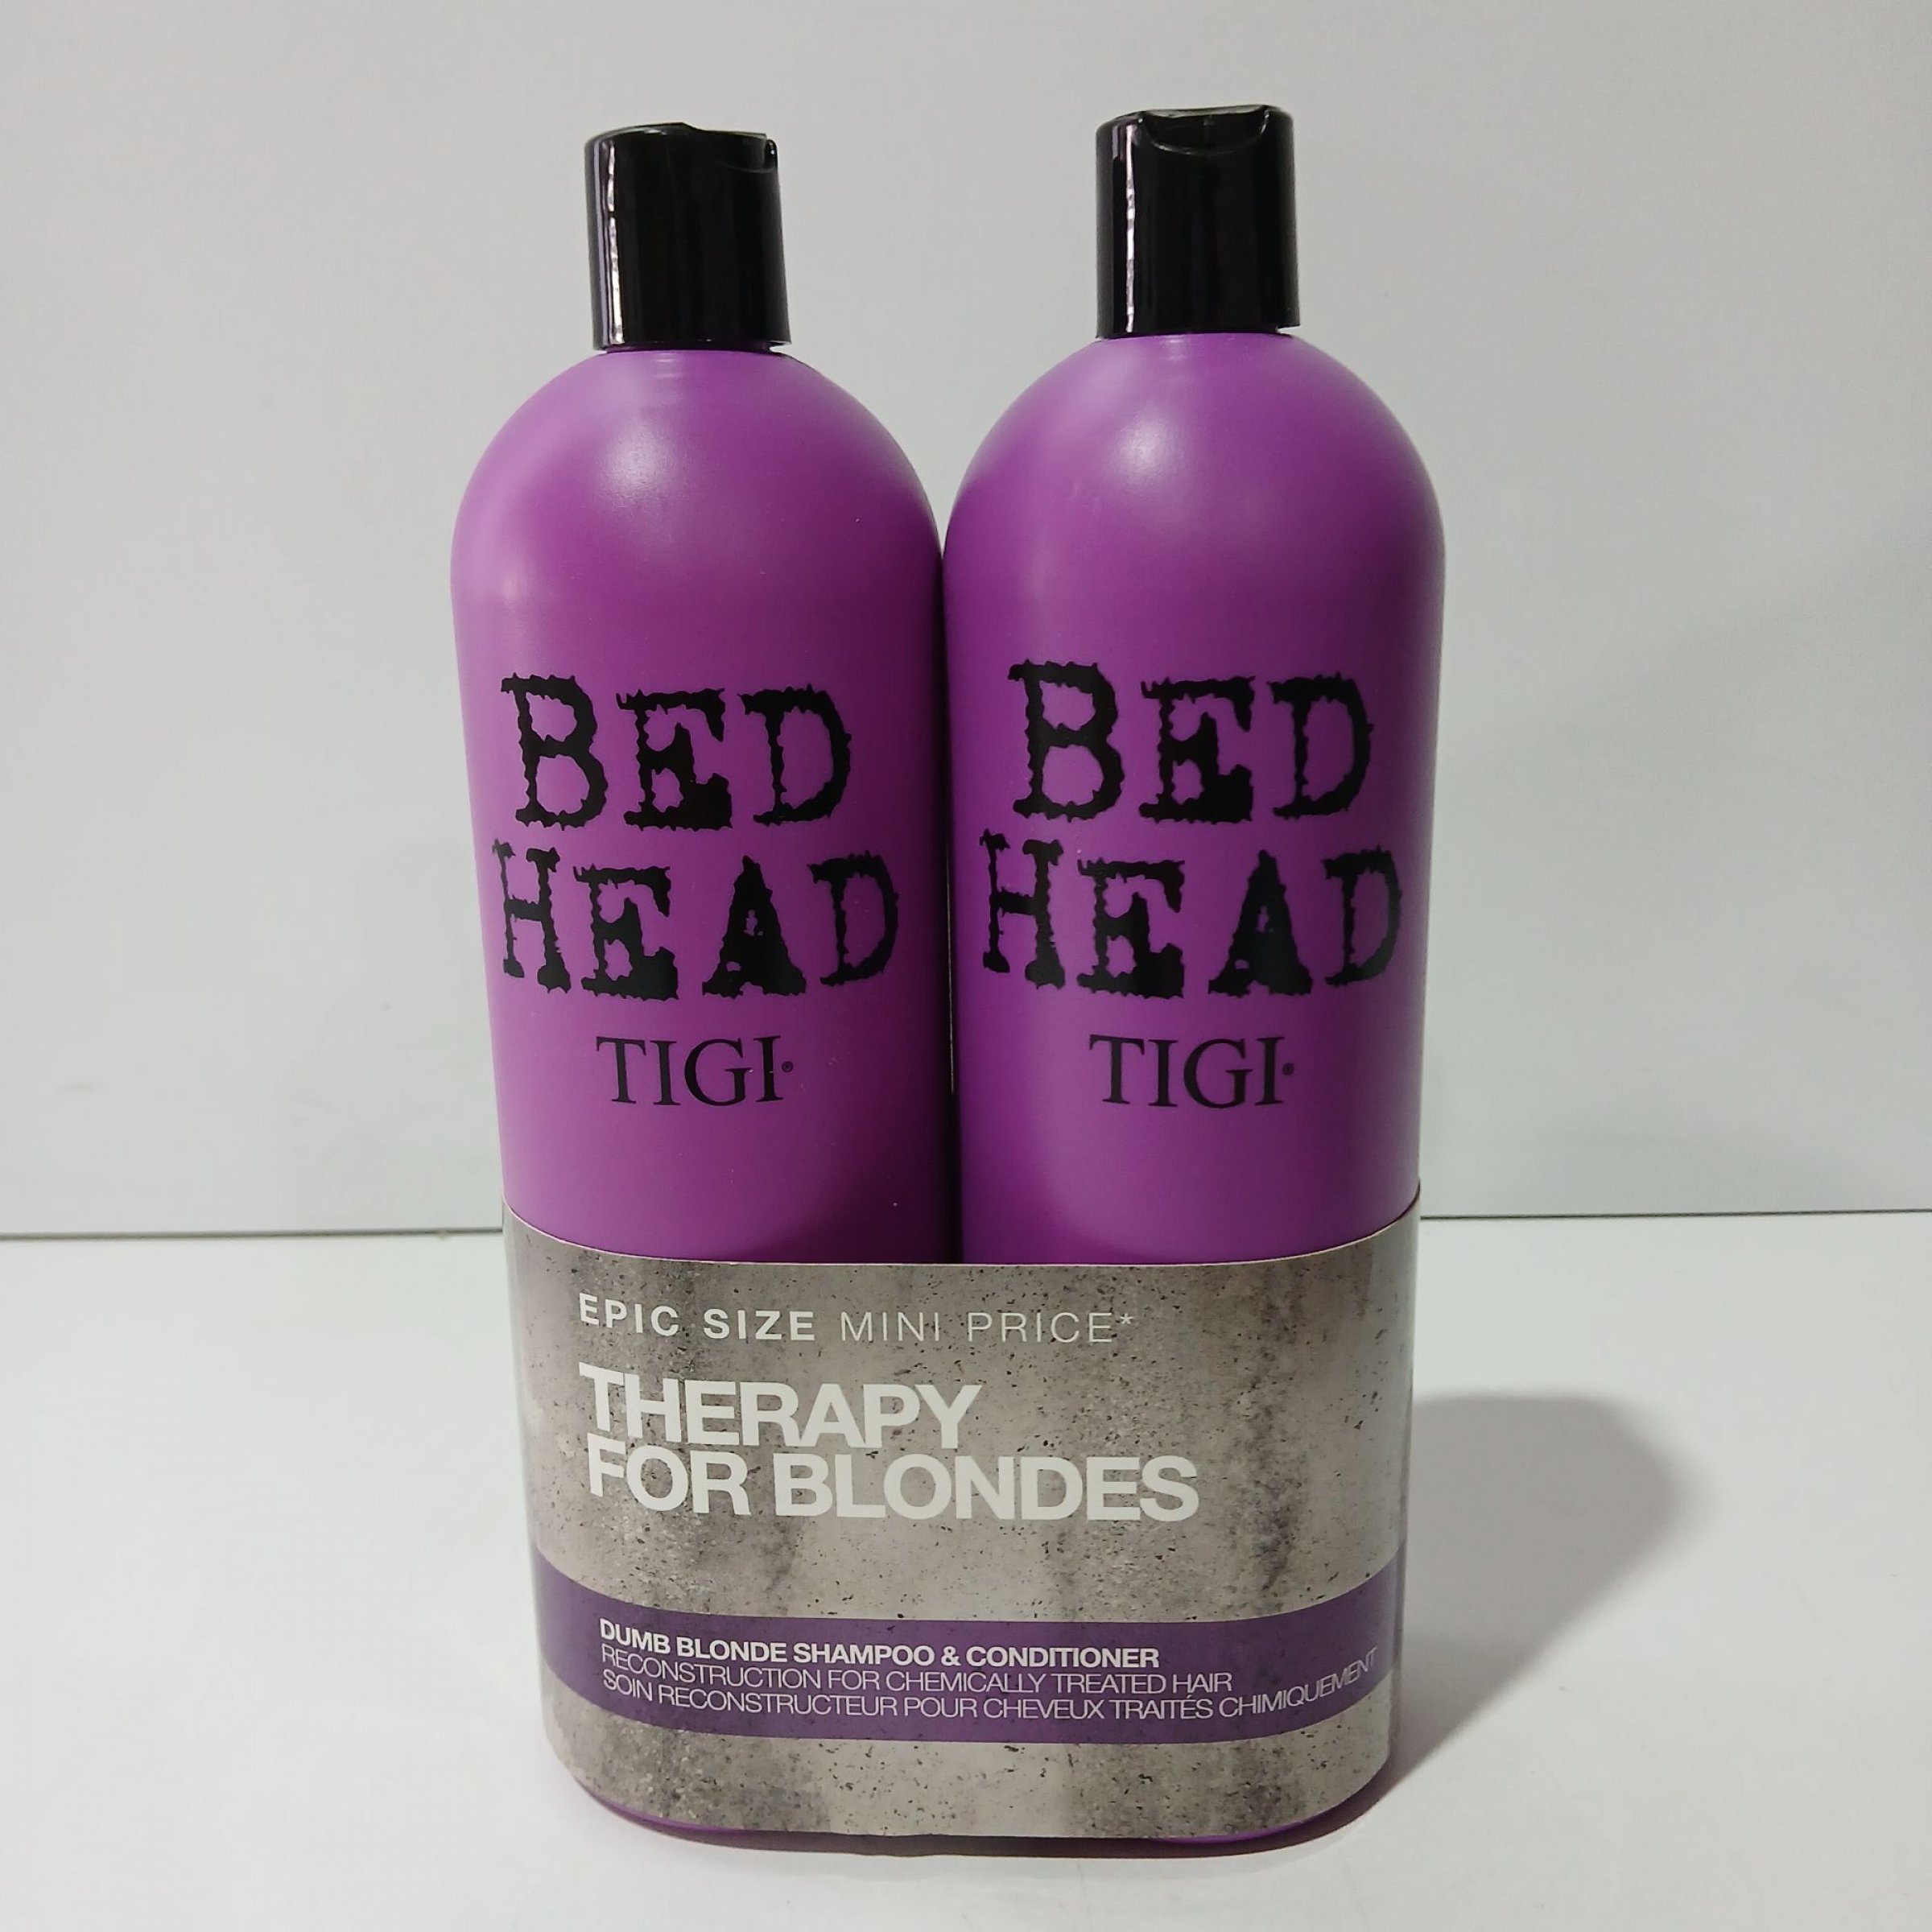 BED
HEAD
TIGI®
BED
HEAD
TIGI®
EPIC SIZE MINI PRICE*
THERAPY
FOR BLONDES
DUMB BLONDE SHAMPOO & CONDITIONER
RECONSTRUCTION FOR CHEMICALLY TREATED HAIR
SOIN RECONSTRUCTEUR POUR CHEVEUX TRAITÉS CHIMIQUEMENT